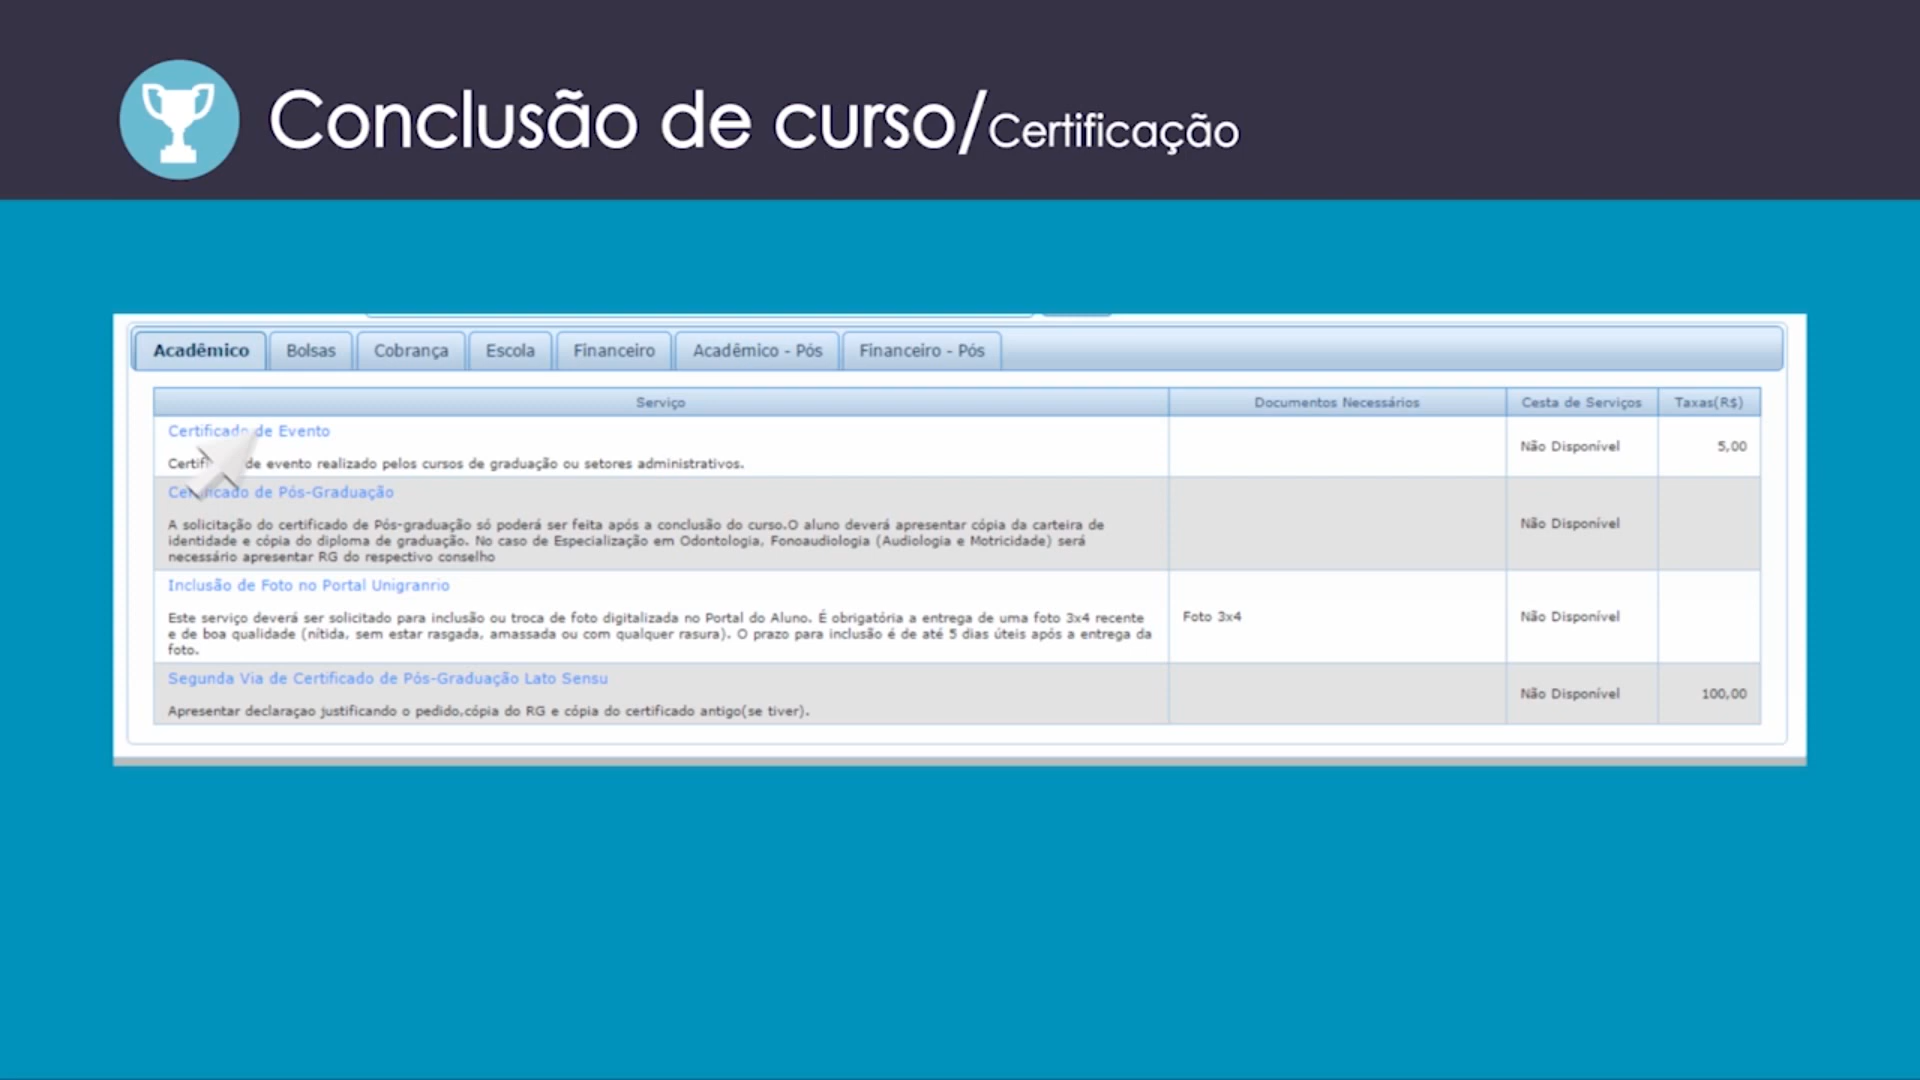 Conclusão de curso/Certificação
Acadêmico Bolsas Cobrança Escola Financeiro Acadêmico - Pós Financeiro - Pós
Serviço Documentos Necessários Cesta de Serviços Taxas(R$)
Certificado de Evento
Não Disponível 5,00
de evento realizado pelos cursos de graduação ou setores administrativos.
Certificado de Pós-Graduação
A solicitação do certificado de Pós-graduação só poderá ser feita após a conclusão do curso.O aluno deverá apresentar cópia da carteira de
Não Disponível
identidade e cópia do diploma de graduação. No caso de Especialização em Odontologia, Fonoaudiologia (Audiologia e Motricidade) será
necessário apresentar RG do respectivo conselho
Inclusão de Foto no Portal Unigranrio
Este serviço deverá ser solicitado para inclusão ou troca de foto digitalizada no Portal do Aluno. É obrigatória a entrega de uma foto 3x4 recente
Foto 3x4 Não Disponível
e de boa qualidade (nítida, sem estar rasgada, amassada ou com qualquer rasura). O prazo para inclusão é de até 5 dias úteis após a entrega da
foto.
Segunda Via de Certificado de Pós-Graduação Lato Sensu
Não Disponível 100,00
Apresentar declaraçao justificando o pedido,cópia do RG e cópia do certificado antigo(se tiver).